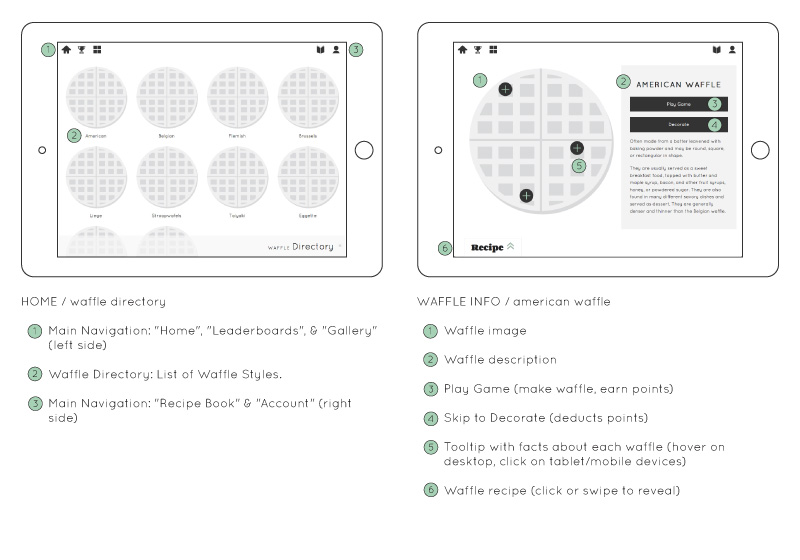 1
3
2
American
Belgian
Flemish
Brussels
Liege
Stroopwafels
Taiyaki
Eggette
WAFFLE Directory
HOME / waffle directory
1 Main Navigation: "Home", "Leaderboards", & "Gallery"
(left side)
2 Waffle Directory: List of Waffle Styles.
3 Main Navigation: "Recipe Book" & "Account" (right
side)
1
2
AMERICAN WAFFLE
Play Game 3
Decorate 4
Often made from a batter leavened with
baking powder and may be round, square,
or rectangular in shape.
They are usually served as a sweet
breakfast food, topped with butter and
maple syrup, bacon, and other fruit syrups,
honey, or powdered sugar. They are also
found in many different savory dishes and
served as dessert. They are generally
denser and thinner than the Belgian waffle.
5
6 Recipe
WAFFLE INFO / american waffle
1 Waffle image
2 Waffle description
3 Play Game (make waffle, earn points)
4 Skip to Decorate (deducts points)
5 Tooltip with facts about each waffle (hover on
desktop, click on tablet/mobile devices)
6 Waffle recipe (click or swipe to reveal)